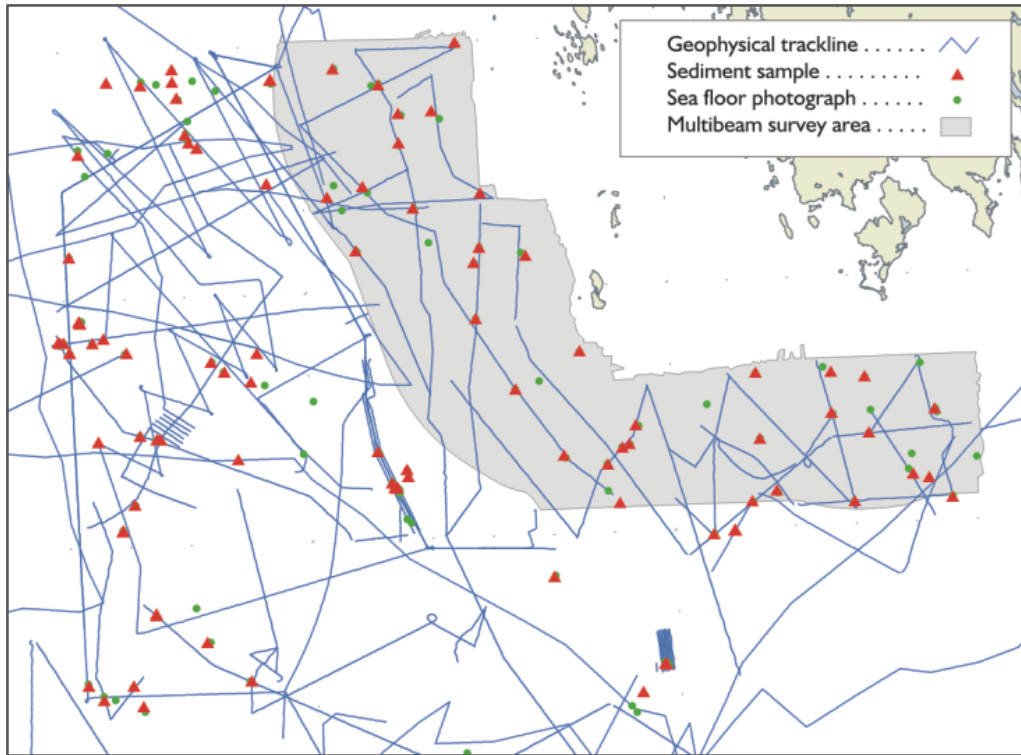 Geophysical trackline . . . . . .
Sediment sample . . . . . . . . .
Sea floor photograph . . . . . .
Multibeam survey area . . . . .